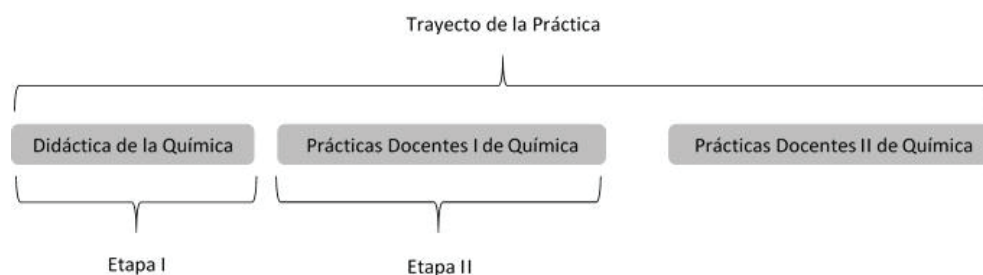 Trayecto de la Práctica
Didáctica de la Química
Prácticas Docentes I de Química
Prácticas Docentes II de Química
Etapa I
Etapa II